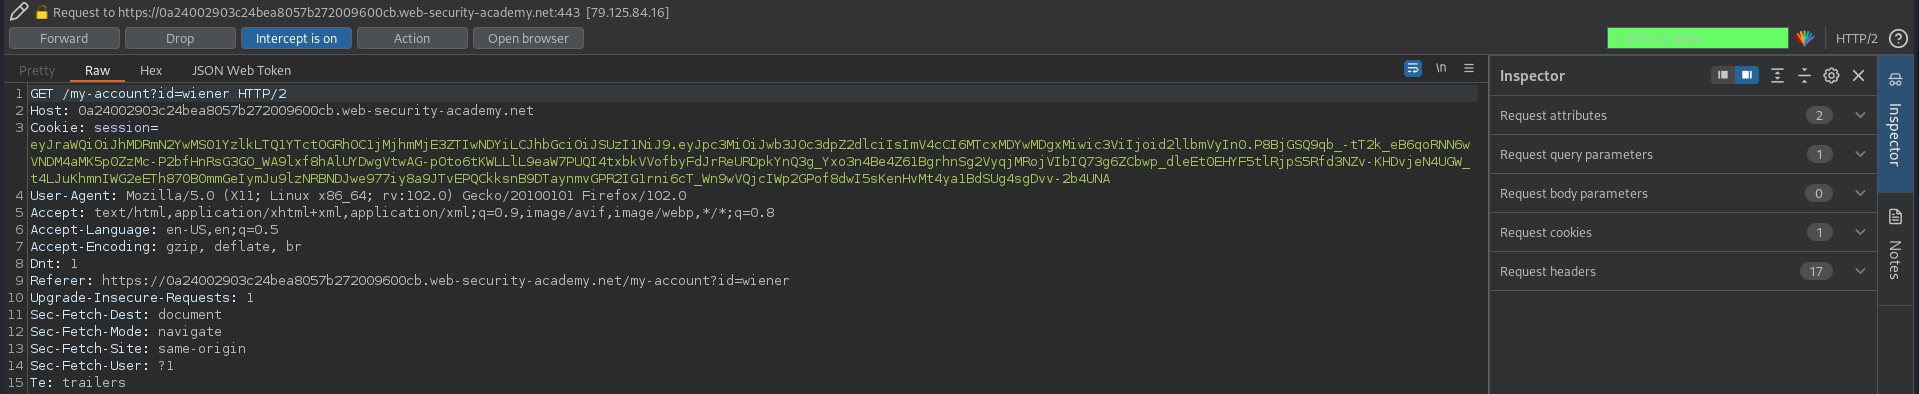 Request to https://0a24002903c24bea8057b272009600cb.web-security-academy.net:443 [79.125.84.16]
Forward Drop Intercept is on Action Open browser HTTP/2
Pretty Raw Hex JSON Web Token \n
Inspector
1 GET /my-account?id=wiener HTTP/2
2 Host: 0a24002903c24bea8057b272009600cb.web-security-academy.net
3 Cookie: session=
eyJraWQiOiJhMDRmN2YwMS01YzlkLTQ1YTctOGRhOC1jMjhmMjE3ZTIwNDYiLCJhbGciOiJSUzI1NiJ9.eyJpc3MiOiJwb3J0c3dpZ2dlciIsImV4cCI6MTcxMDYwMDgxMiwic3ViIjoid2llbmVyIn0.P8BjGSQ9qb_-tT2k_eB6qoRNN6w
VNDM4aMK5pOZzMc-P2bfHnRsG3GO_WA9lxf8hAlUYDwgVtwAG-pOto6tKWLLlL9eaW7PUQI4txbkVVofbyFdJrReURDpkYnQ3g_Yxo3n4Be4Z61BgrhnSg2VyqjMRojVIbIQ73g6ZCbwp_dleEtOEHYF5tlRjpS5Rfd3NZv-KHDvjeN4UGW_
t4LJuKhmnIWG2eETh870B0mmGeIymJu9lzNRBNDJwe977iy8a9JTvEPQCkksnB9DTaynmvGPR2IG1rni6cT_Wn9wVQjcIWp2GPof8dwI5sKenHvMt4ya1BdSUg4sgDvv-2b4UNA
4 User-Agent: Mozilla/5.0 (X11; Linux x86_64; rv:102.0) Gecko/20100101 Firefox/102.0
5 Accept: text/html,application/xhtml+xml,application/xml;q=0.9,image/avif,image/webp,*/*;q=0.8
6 Accept-Language: en-US,en;q=0.5
7 Accept-Encoding: gzip, deflate, br
8 Dnt: 1
9 Referer: https://0a24002903c24bea8057b272009600cb.web-security-academy.net/my-account?id=wiener
10 Upgrade-Insecure-Requests: 1
11 Sec-Fetch-Dest: document
12 Sec-Fetch-Mode: navigate
13 Sec-Fetch-Site: same-origin
14 Sec-Fetch-User: ?1
15 Te: trailers
Request attributes 2
Request query parameters 1
Request body parameters 0
Request cookies 1
Request headers 17
Inspector
Notes